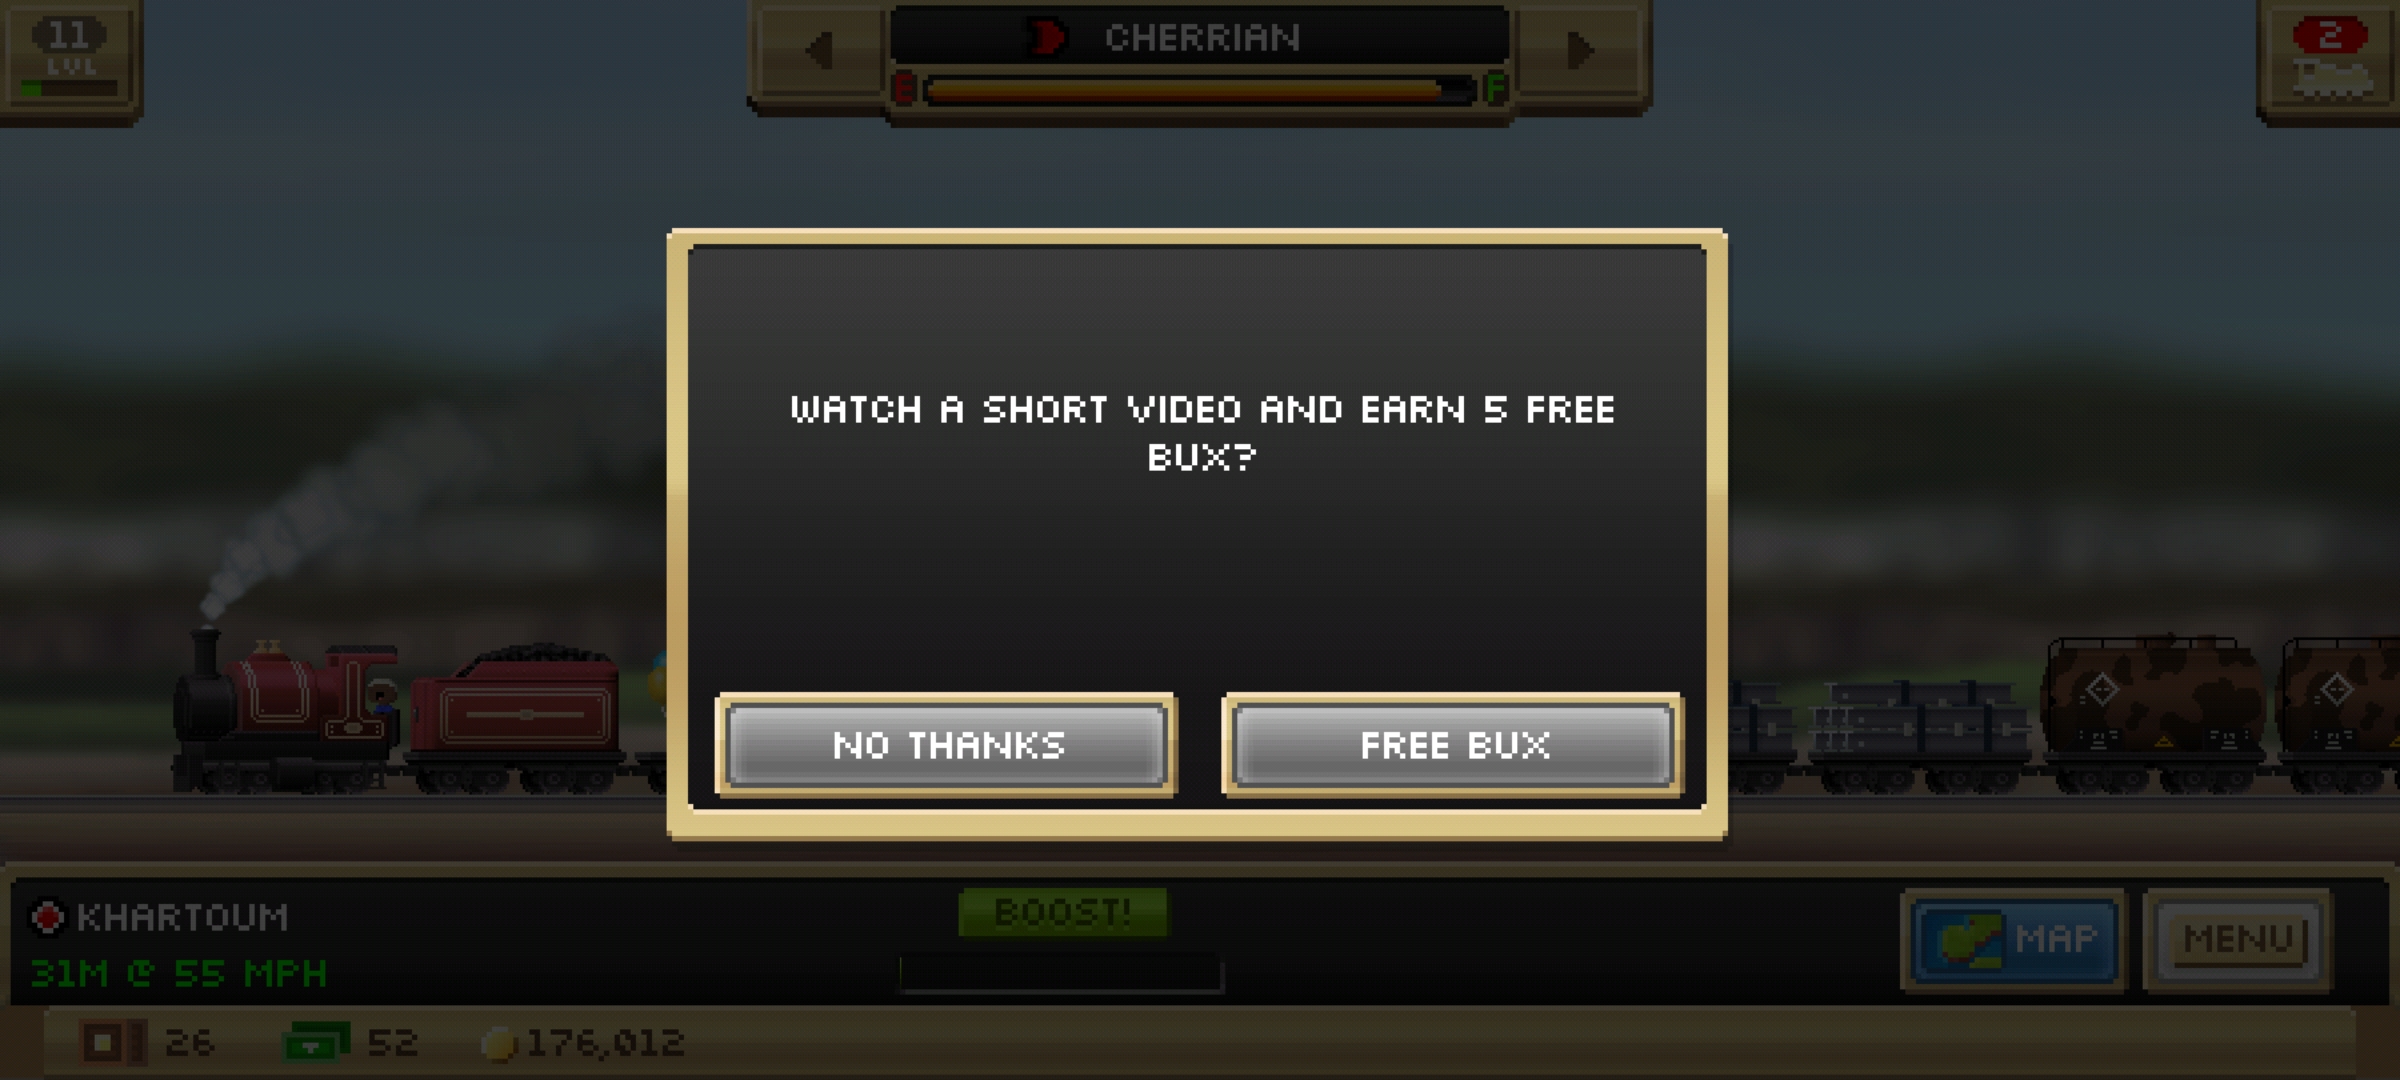 11
LVL
CHERRIAN
E F
2
WATCH A SHORT VIDEO AND EARN 5 FREE
BUX?
NO THANKS
FREE BUX
KHARTOUM
31M @ 55 MPH
BOOST!
MAP
MENU
26
52
176,012